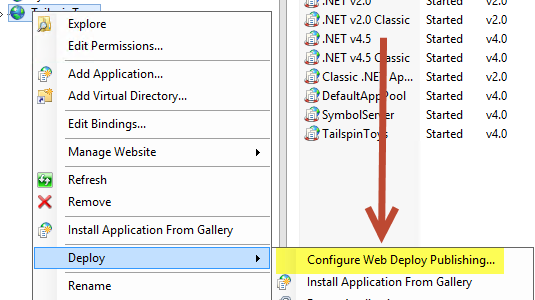 Explore
Edit Permissions...
Add Application...
Add Virtual Directory...
Edit Bindings...
Manage Website
Refresh
Remove
Install Application From Gallery
Deploy
Rename
.NET v2.0 Started v2.0
.NET v2.0 Classic Started v2.0
.NET v4.5 Started v4.0
.NET v4.5 Classic Started v4.0
Classic .NET Ap... Started v2.0
DefaultAppPool Started v4.0
SymbolServer Started v4.0
TailspinToys Started v4.0
Configure Web Deploy Publishing...
Install Application From Gallery